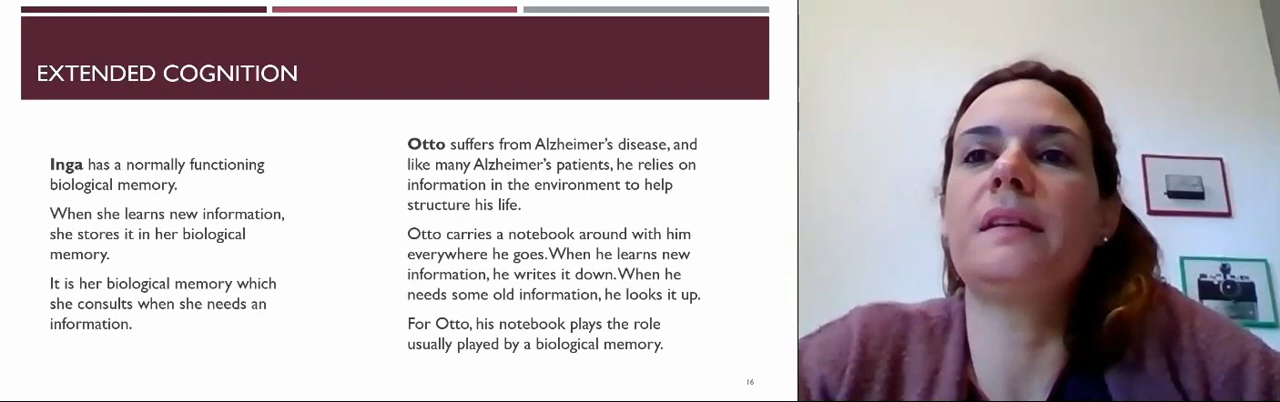 EXTENDED COGNITION
Inga has a normally functioning
biological memory.
When she learns new information,
she stores it in her biological
memory.
It is her biological memory which
she consults when she needs an
information.
Otto suffers from Alzheimer's disease, and
like many Alzheimer's patients, he relies on
information in the environment to help
structure his life.
Otto carries a notebook around with him
everywhere he goes. When he learns new
information, he writes it down. When he
needs some old information, he looks it up.
For Otto, his notebook plays the role
usually played by a biological memory.
16